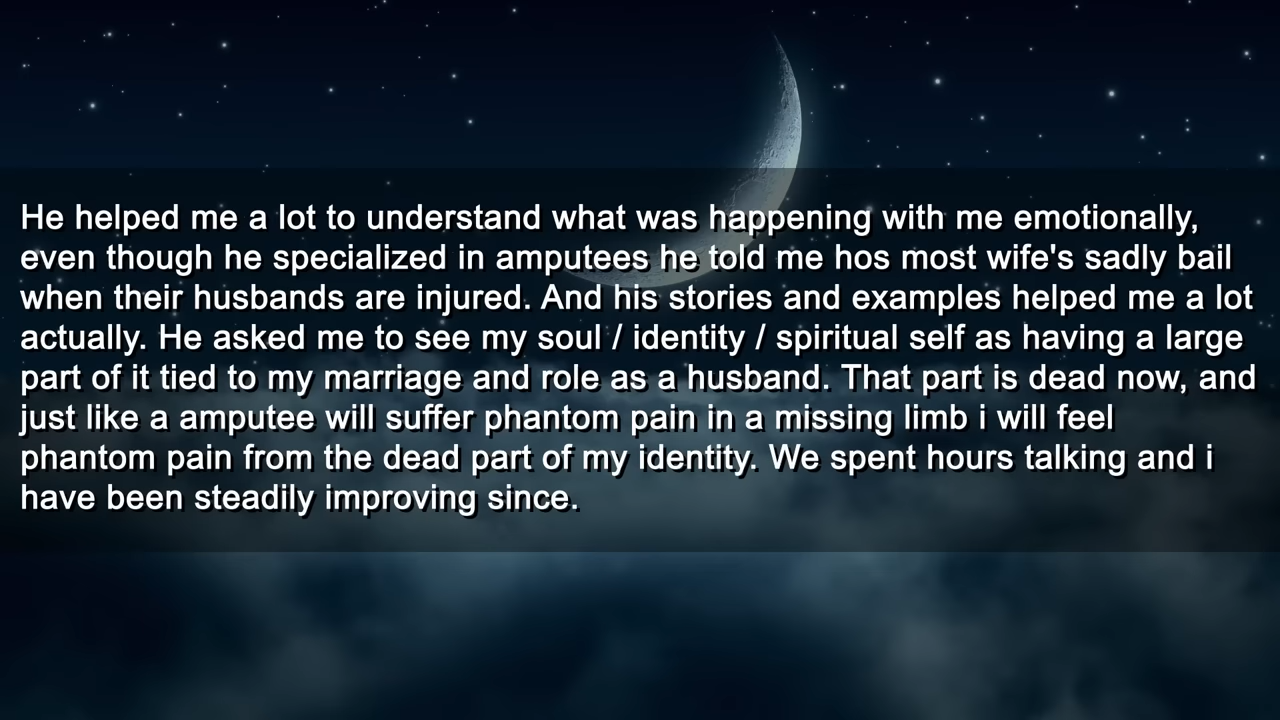 He helped me a lot to understand what was happening with me emotionally,
even though he specialized in amputees he told me hos most wife's sadly bail
when their husbands are injured. And his stories and examples helped me a lot
actually. He asked me to see my soul / identity / spiritual self as having a large
part of it tied to my marriage and role as a husband. That part is dead now, and
just like a amputee will suffer phantom pain in a missing limb i will feel
phantom pain from the dead part of my identity. We spent hours talking and i
have been steadily improving since.